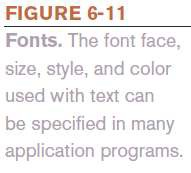 FIGURE 6-11
Fonts. The font face,
size, style, and color
used with text can
be specified in many
application programs.